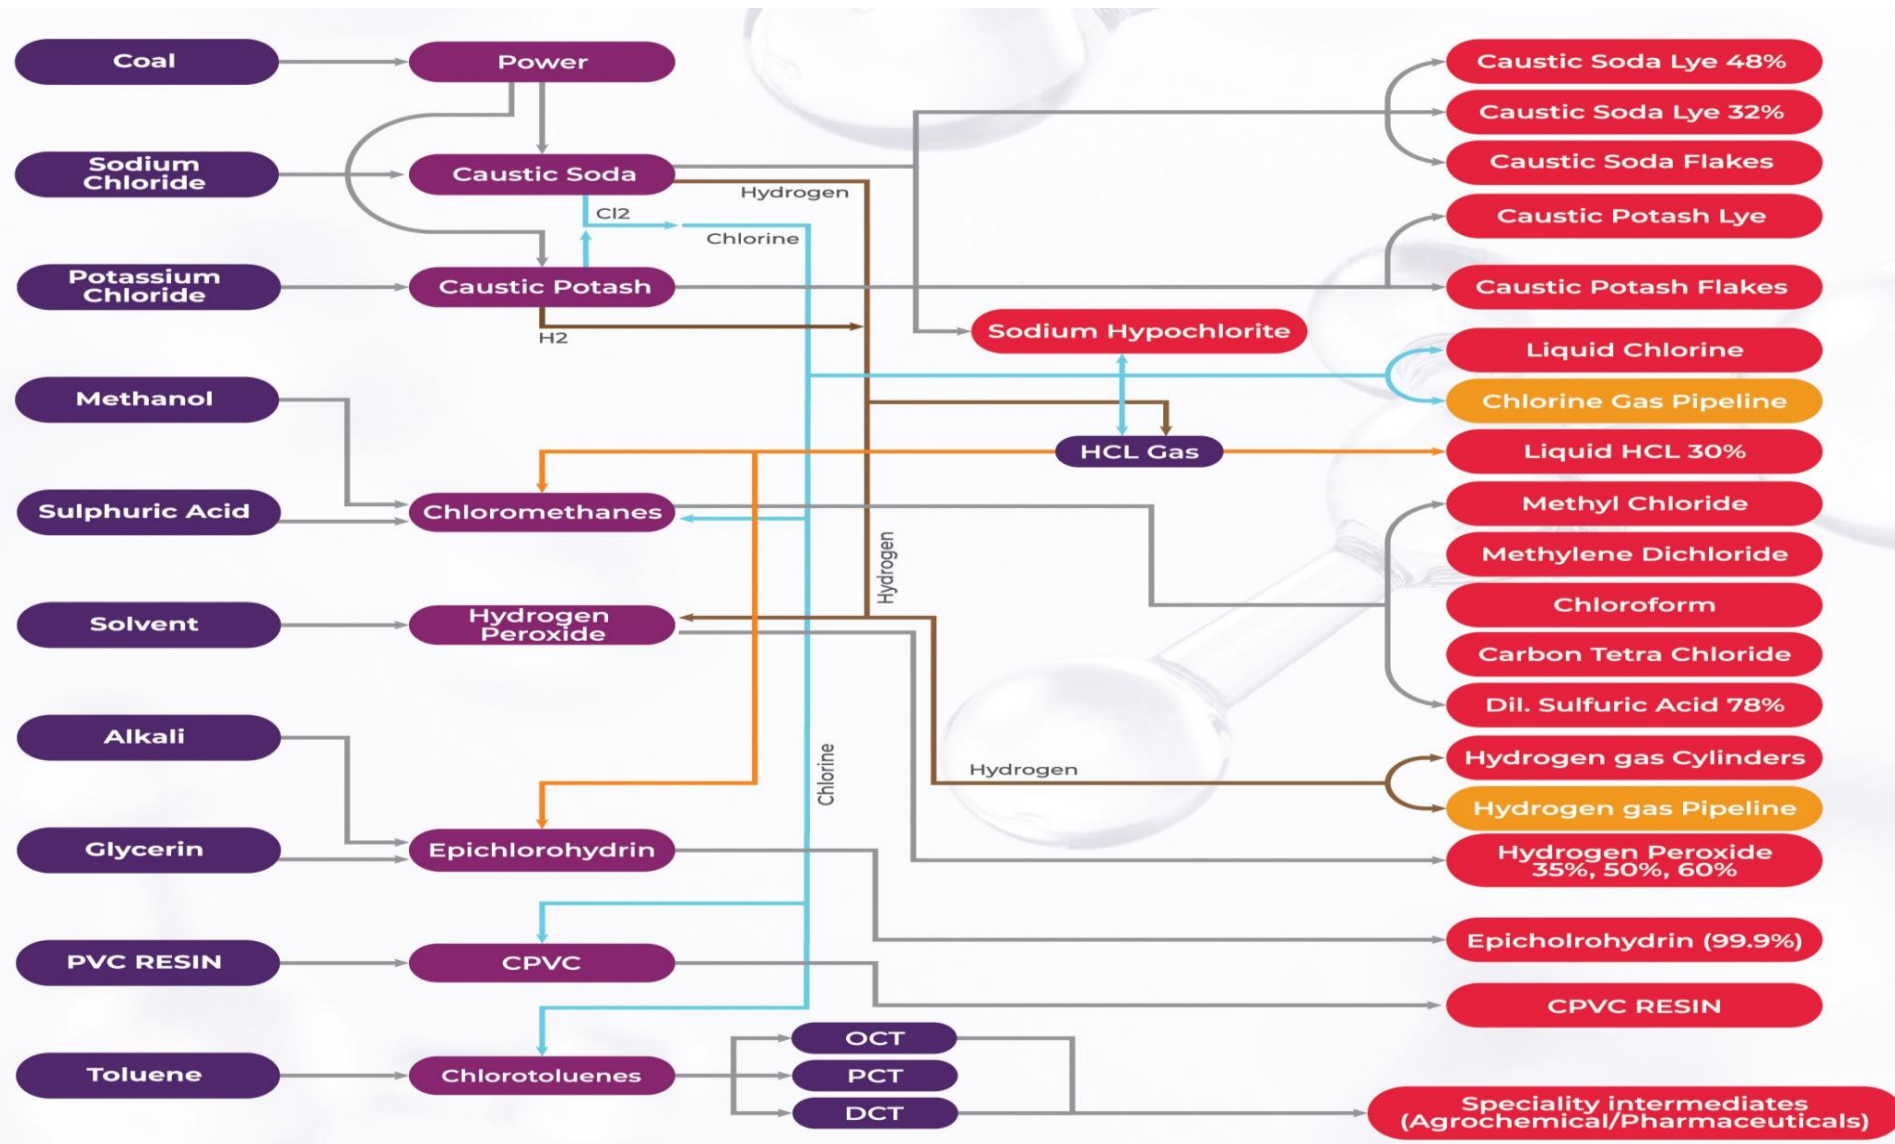 Coal
Power
Caustic Soda Lye 48%
Caustic Soda Lye 32%
Sodium
Chloride
Caustic Soda
Caustic Soda Flakes
Hydrogen
Cl2
Chlorine
Caustic Potash Lye
Potassium
Chloride
Caustic Potash
Caustic Potash Flakes
H2
Sodium Hypochlorite
Liquid Chlorine
Methanol
Chlorine Gas Pipeline
HCL Gas
Liquid HCL 30%
Sulphuric Acid
Chloromethanes
Methyl Chloride
Methylene Dichloride
Hydrogen
Chloroform
Solvent
Hydrogen
Peroxide
Carbon Tetra Chloride
Dil. Sulfuric Acid 78%
Alkali
Chlorine
Hydrogen
Hydrogen gas Cylinders
Hydrogen gas Pipeline
Glycerin
Epichlorohydrin
Hydrogen Peroxide
35%, 50%, 60%
Epicholrohydrin (99.9%)
PVC RESIN
CPVC
CPVC RESIN
OCT
Toluene
Chlorotoluenes
PCT
DCT
Speciality intermediates
(Agrochemical/Pharmaceuticals)